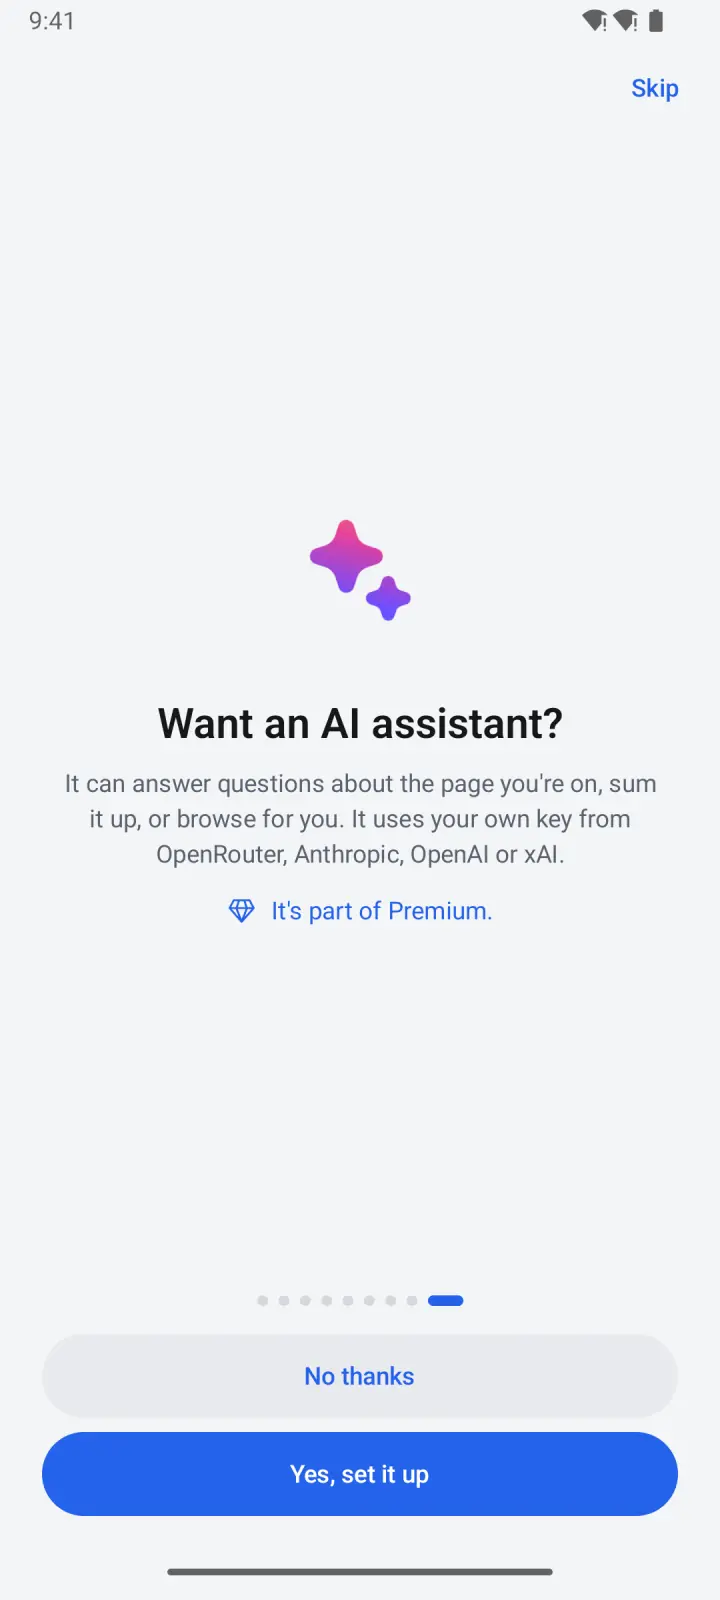 9:41
Skip
Want an AI assistant?
It can answer questions about the page you're on, sum
it up, or browse for you. It uses your own key from
OpenRouter, Anthropic, OpenAI or xAI.
It's part of Premium.
No thanks
Yes, set it up